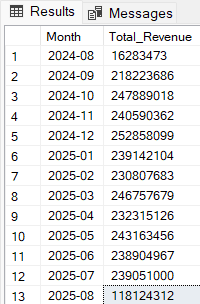 Results Messages
Month Total_Revenue
1 2024-08 16283473
2 2024-09 218223686
3 2024-10 247889018
4 2024-11 240590362
5 2024-12 252858099
6 2025-01 239142104
7 2025-02 230807683
8 2025-03 246757679
9 2025-04 232315126
10 2025-05 243163456
11 2025-06 238904967
12 2025-07 239051000
13 2025-08 118124312